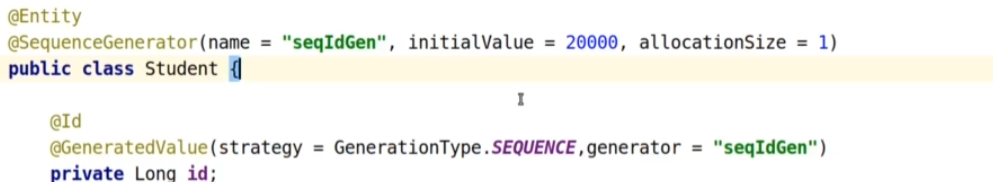 @Entity
@SequenceGenerator(name = "seqIdGen", initialValue = 20000, allocationSize = 1)
public class Student {
@Id
@GeneratedValue(strategy = GenerationType.SEQUENCE,generator = "seqIdGen")
private Long id;